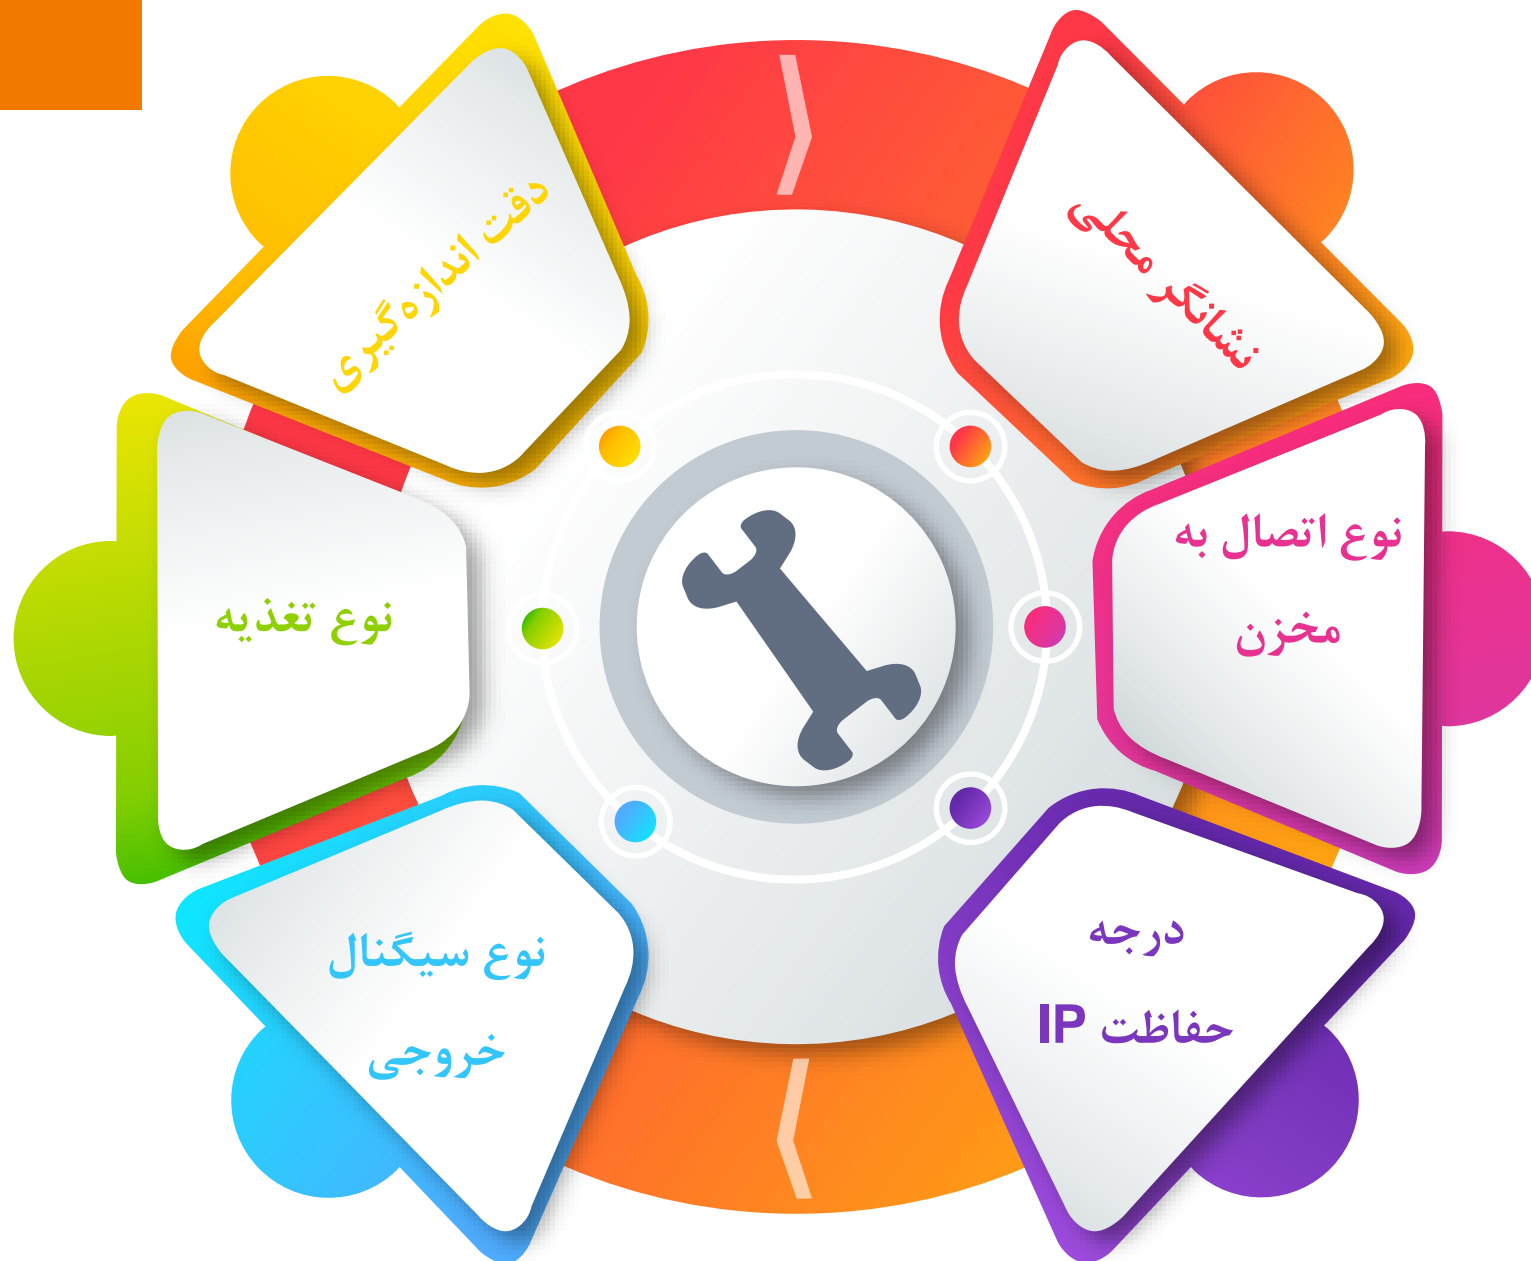 نشانگر محلی
نوع اتصال به
مخزن
درجه
حفاظت IP
نوع سیگنال
خروجی
نوع تغذیه
دقت اندازه‌گیری